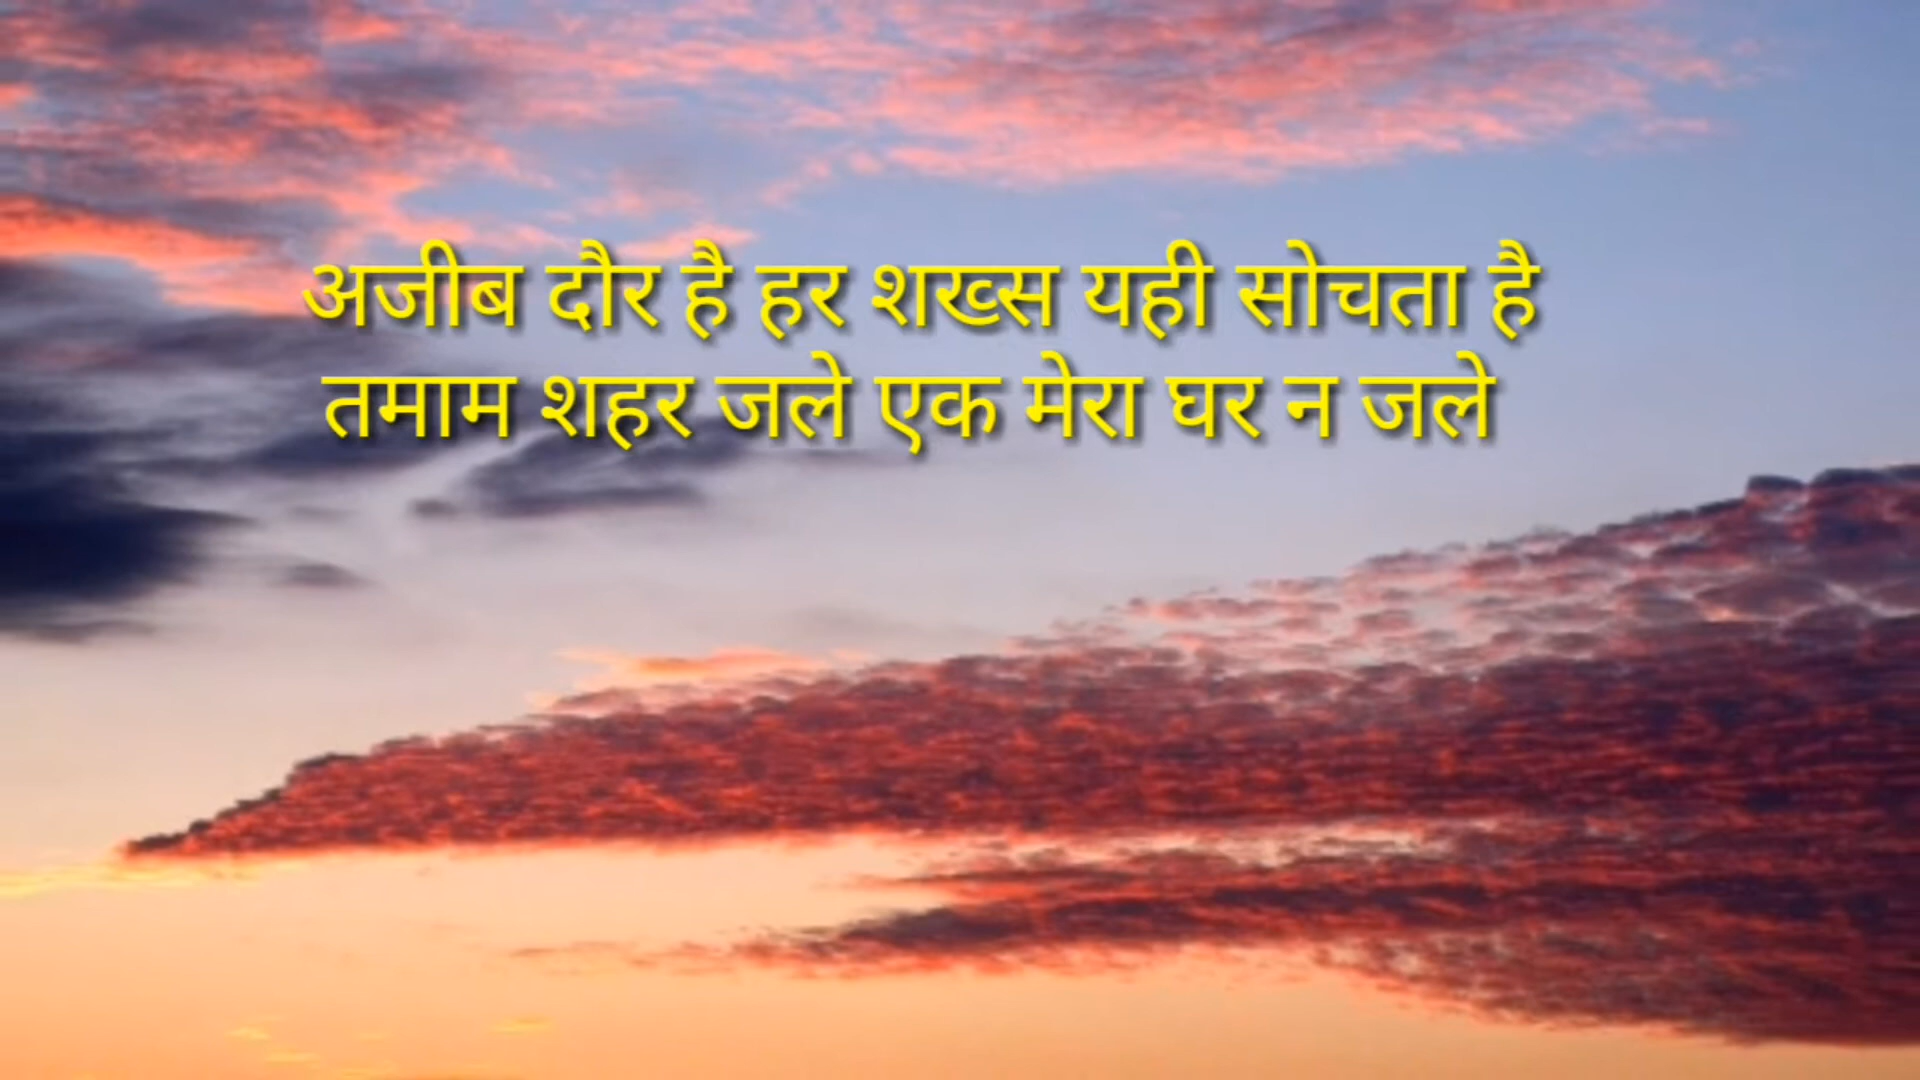 अजीब दौर है हर शख्स यही सोचता है
तमाम शहर जले एक मेरा घर न जले